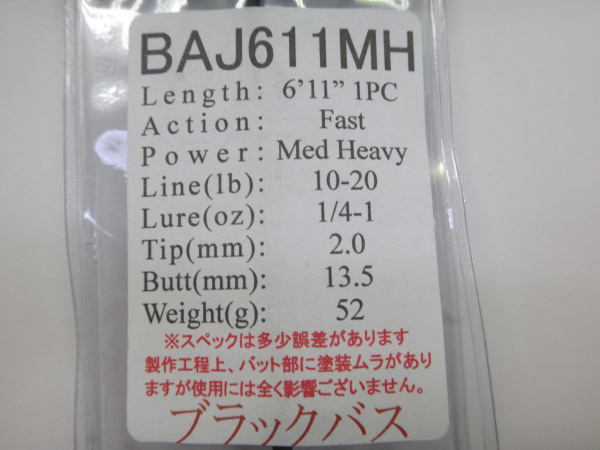 BAJ611MH
Length: 6'11" 1PC
Action: Fast
Power: Med Heavy
Line(lb): 10-20
Lure(oz): 1/4-1
Tip(mm): 2.0
Butt(mm): 13.5
Weight(g): 52
※スペックは多少誤差があります
製作工程上、バット部に塗装ムラがあり
ますが使用には全く影響ございません。
ブラックバス